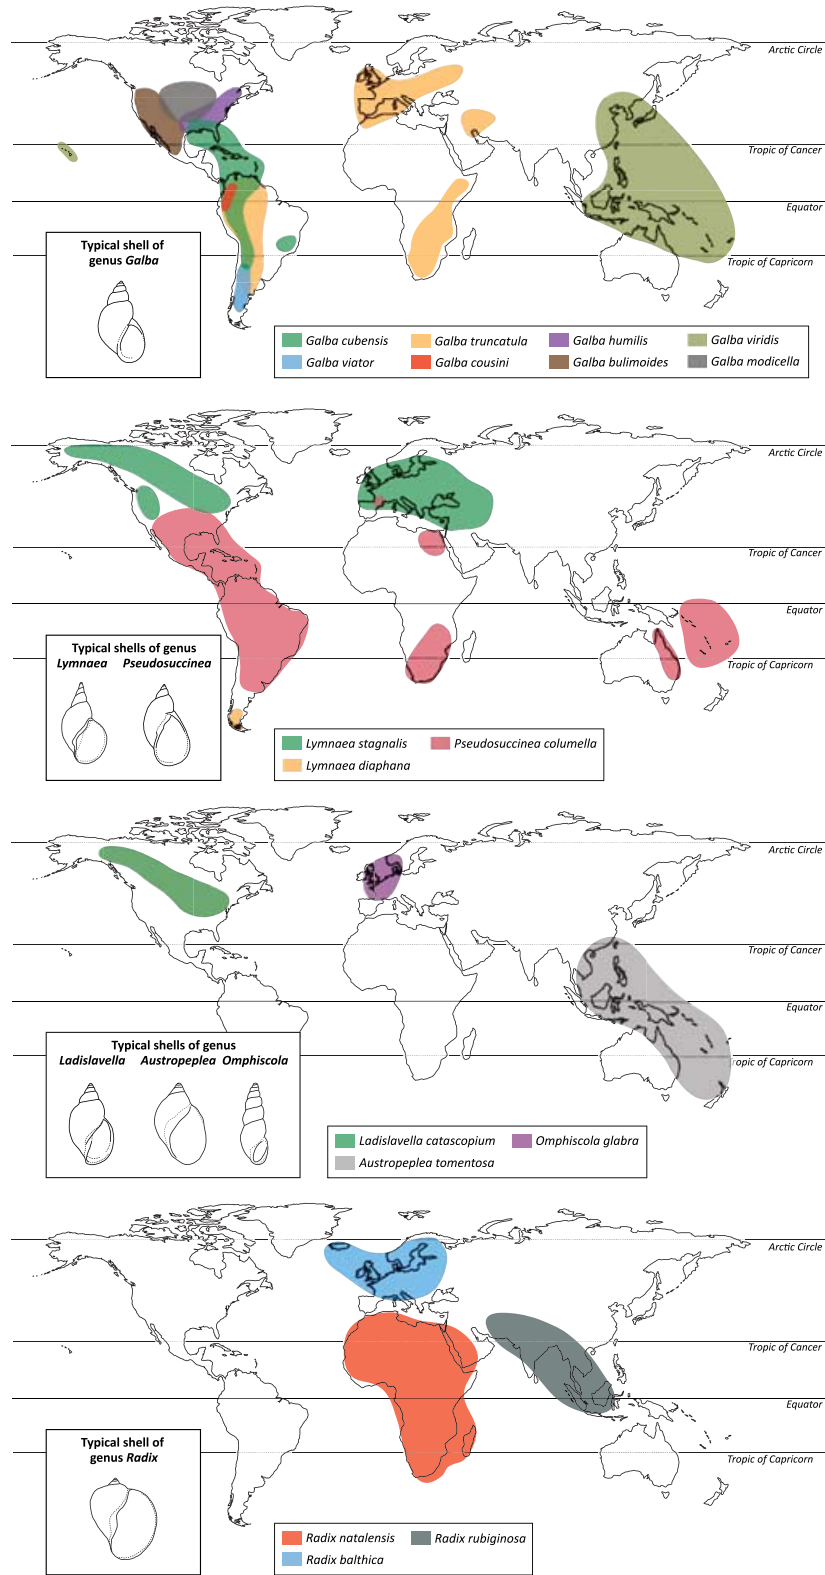 Arctic Circle
Tropic of Cancer
Equator
Tropic of Capricorn
Typical shell of
genus Galba
Galba cubensis
Galba truncatula
Galba humilis
Galba viridis
Galba viator
Galba cousini
Galba bulimoides
Galba modicella
Arctic Circle
Tropic of Cancer
Equator
Tropic of Capricorn
Typical shells of genus
Lymnaea Pseudosuccinea
Lymnaea stagnalis
Pseudosuccinea columella
Lymnaea diaphana
Arctic Circle
Tropic of Cancer
Equator
Tropic of Capricorn
Typical shells of genus
Ladislavella Austropeplea Omphiscola
Ladislavella catascopium
Omphiscola glabra
Austropeplea tomentosa
Arctic Circle
Tropic of Cancer
Equator
Tropic of Capricorn
Typical shell of
genus Radix
Radix natalensis
Radix rubiginosa
Radix balthica